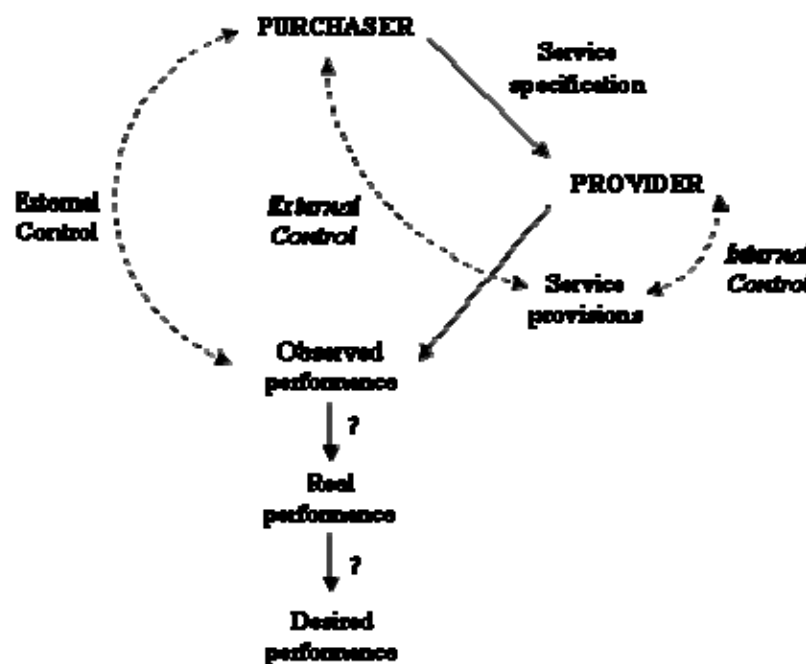 PURCHASER
Service
specification
PROVIDER
External
Control
External
Control
Internal
Control
Service
provisions
Observed
performance
?
Real
performance
?
Desired
performance